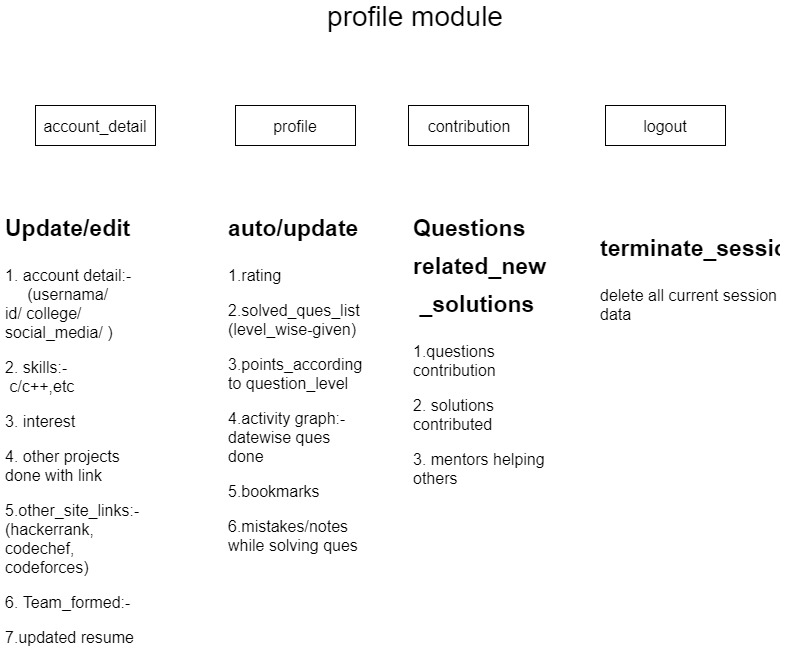 profile module
account_detail
profile
contribution
logout
Update/edit
1. account detail:-
(usernama/
id/ college/
social_media/ )
2. skills:-
c/c++,etc
3. interest
4. other projects
done with link
5.other_site_links:-
(hackerrank,
codechef,
codeforces)
6. Team_formed:-
7.updated resume
auto/update
1.rating
2.solved_ques_list
(level_wise-given)
3.points_according
to question_level
4.activity graph:-
datewise ques
done
5.bookmarks
6.mistakes/notes
while solving ques
Questions
related_new
_solutions
1.questions
contribution
2. solutions
contributed
3. mentors helping
others
terminate_sessi
delete all current session
data